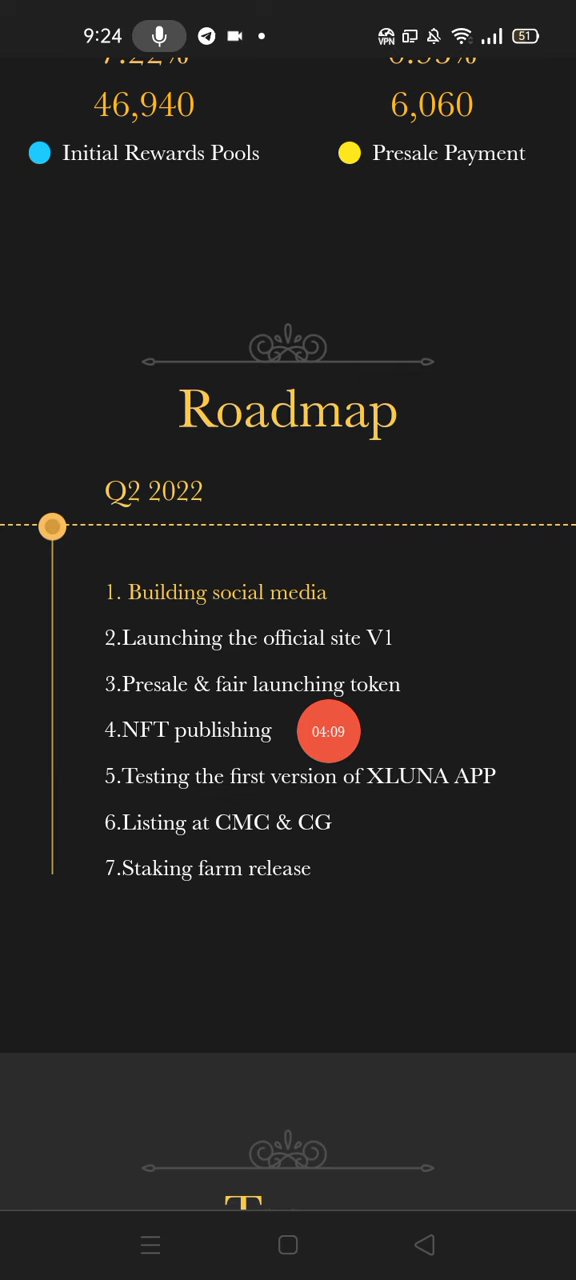 9:24
VPN
51
46,940
6,060
Initial Rewards Pools
Presale Payment
Roadmap
Q2 2022
1. Building social media
2.Launching the official site V1
3.Presale & fair launching token
4.NFT publishing
04:09
5.Testing the first version of XLUNA APP
6.Listing at CMC & CG
7.Staking farm release